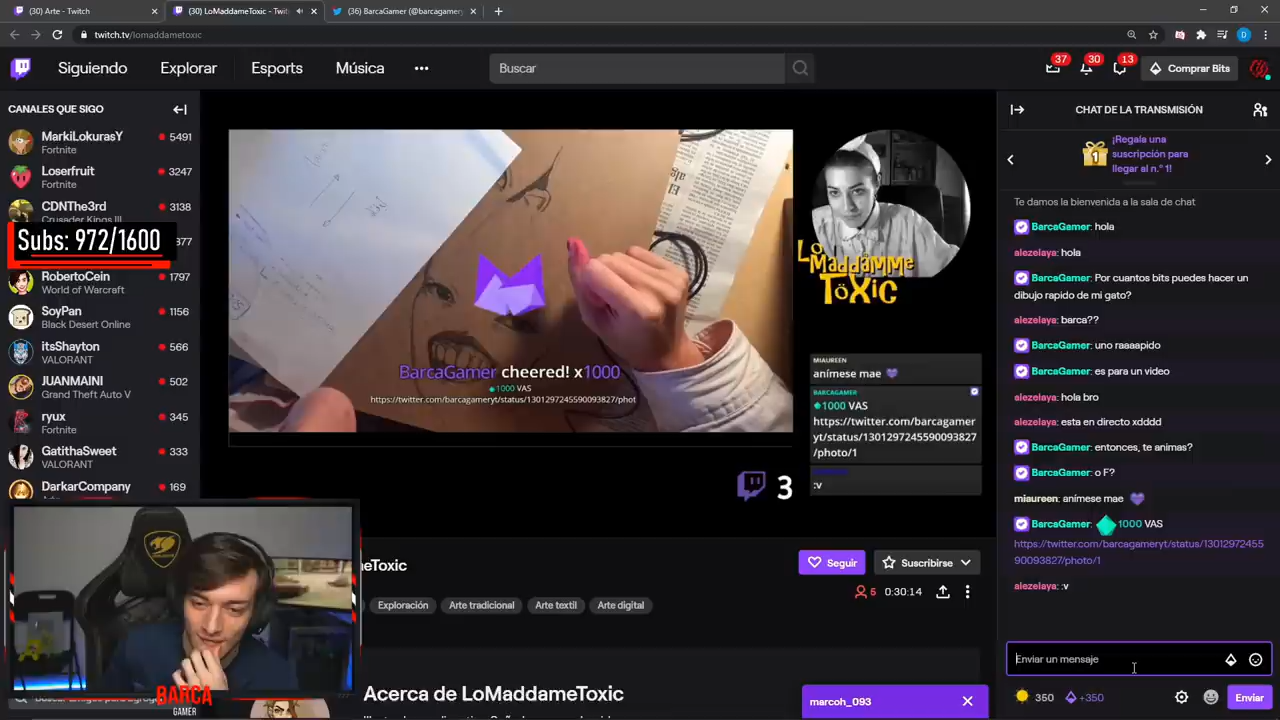 (30) Arte - Twitch
(30) LoMaddameToxic - Twit
(36) BarcaGamer (@barcagamer
twitch.tv/lomaddametoxic
Siguiendo
Explorar
Esports
Música
Buscar
37
30
13
Comprar Bits
CANALES QUE SIGO
MarkiLokurasY
5491
Fortnite
Loserfruit
3247
Fortnite
CDNThe3rd
3138
Crusader Kings III
Subs: 972/1600
877
RobertoCein
1797
World of Warcraft
SoyPan
1156
Black Desert Online
itsShayton
566
VALORANT
JUANMAINI
502
Grand Theft Auto V
ryux
345
Fortnite
GatithaSweet
333
VALORANT
DarkarCompany
169
BARCA
GAMER
El
BarcaGamer cheered! x1000
1000 VAS
https://twitter.com/barcagameryt/status/1301297245590093827/phot
Lo
Maddamme
Toxic
MIAUREEN
anímese mae
BARCAGAMER
1000 VAS
https://twitter.com/barcagamer
yt/status/1301297245590093827
/photo/1
:v
3
meToxic
Seguir
Suscribirse
Exploración
Arte tradicional
Arte textil
Arte digital
5
0:30:14
Acerca de LoMaddameToxic
marcoh_093
CHAT DE LA TRANSMISIÓN
1
¡Regala una
suscripción para
llegar al n.º 1!
Te damos la bienvenida a la sala de chat
BarcaGamer: hola
alezelaya: hola
BarcaGamer: Por cuantos bits puedes hacer un
dibujo rapido de mi gato?
alezelaya: barca??
BarcaGamer: uno raaaapido
BarcaGamer: es para un video
alezelaya: hola bro
alezelaya: esta en directo xdddd
BarcaGamer: entonces, te animas?
BarcaGamer: o F?
miaureen: anímese mae
BarcaGamer: 1000 VAS
https://twitter.com/barcagameryt/status/13012972455
90093827/photo/1
alezelaya: :v
Enviar un mensaje
350
+350
Enviar